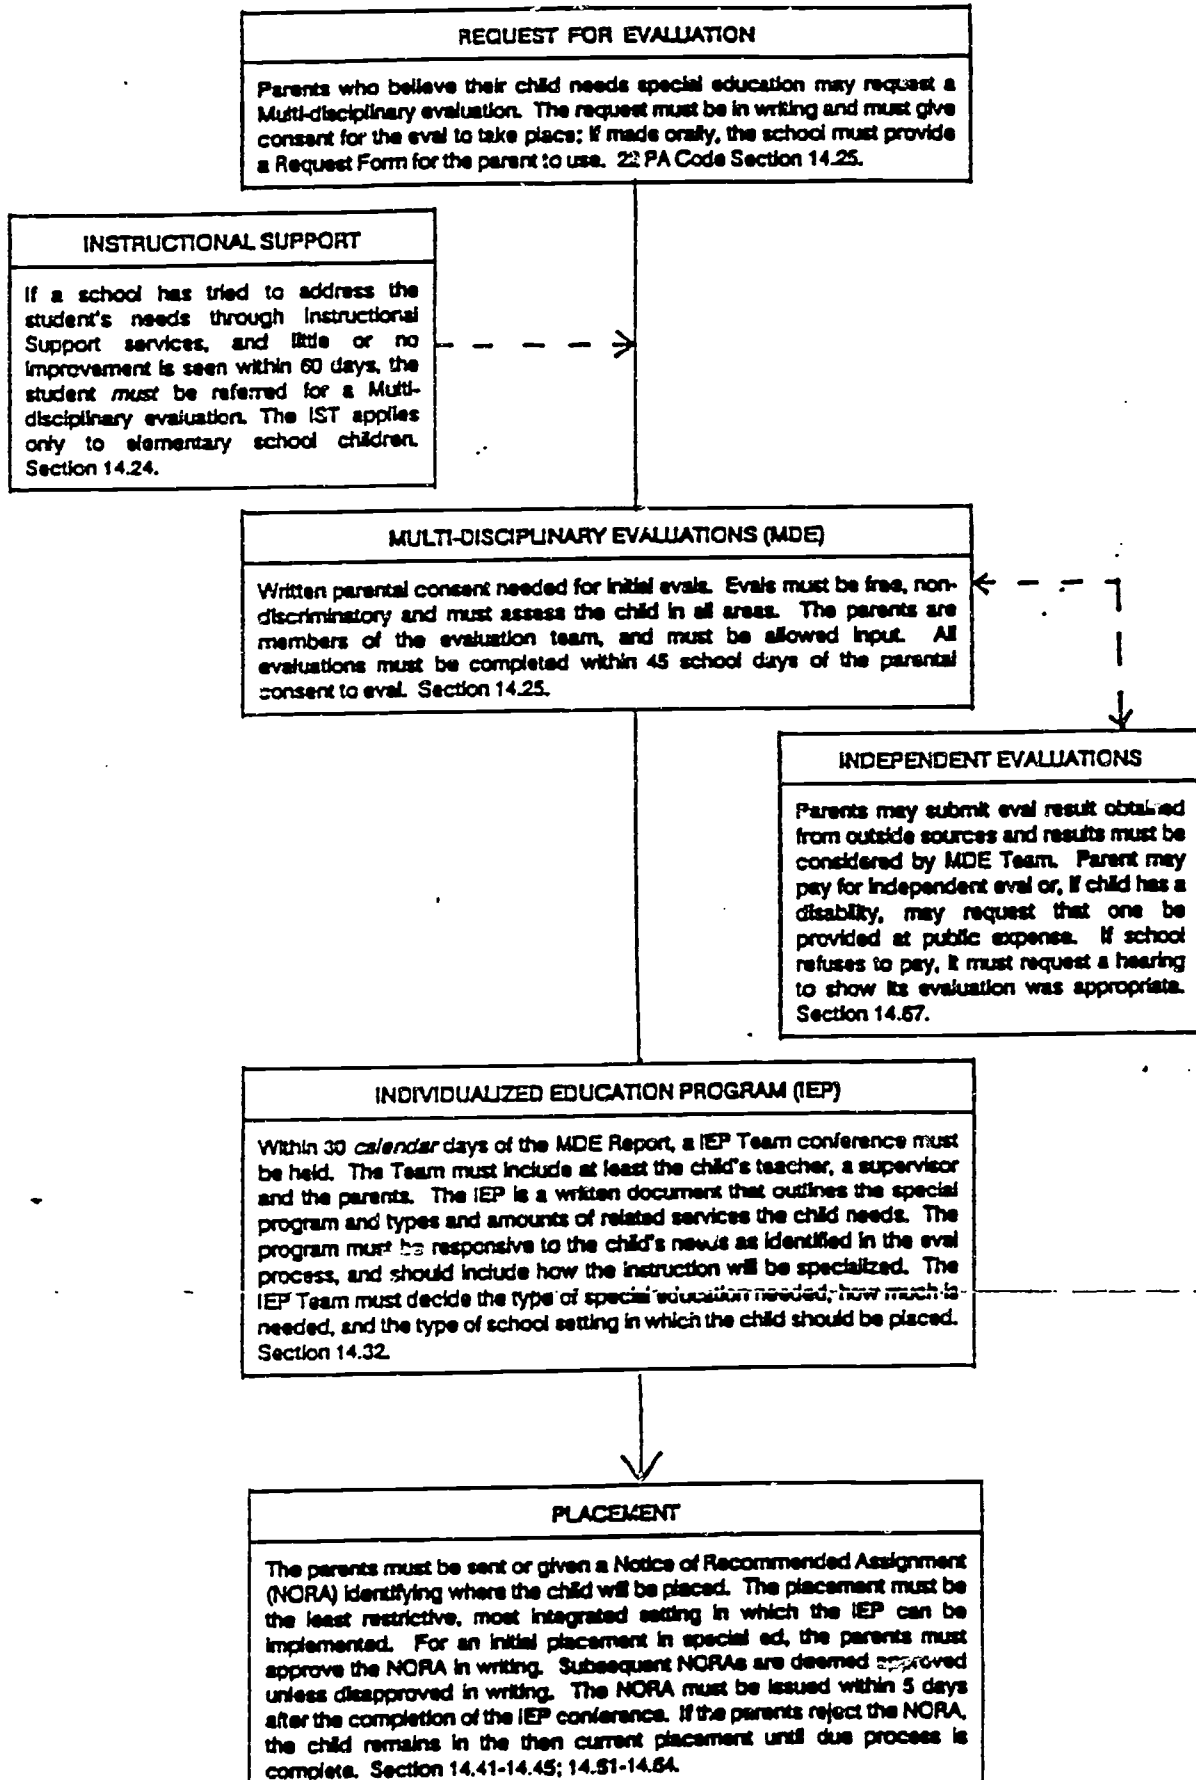 REQUEST FOR EVALUATION
Parents who believe their child needs special education may request a
Multi-disciplinary evaluation. The request must be in writing and must give
consent for the eval to take place; if made orally, the school must provide
a Request Form for the parent to use. 22 PA Code Section 14.25.
INSTRUCTIONAL SUPPORT
If a school has tried to address the
student's needs through Instructional
Support services, and little or no
improvement is seen within 60 days, the
student must be referred for a Multi-
disciplinary evaluation. The IST applies
only to elementary school children.
Section 14.24.
MULTI-DISCIPLINARY EVALUATIONS (MDE)
Written parental consent needed for initial evals. Evals must be free, non-
discriminatory and must assess the child in all areas. The parents are
members of the evaluation team, and must be allowed input. All
evaluations must be completed within 45 school days of the parental
consent to eval. Section 14.25.
INDEPENDENT EVALUATIONS
Parents may submit eval result obtained
from outside sources and results must be
considered by MDE Team. Parent may
pay for independent eval or, if child has a
disability, may request that one be
provided at public expense. If school
refuses to pay, it must request a hearing
to show its evaluation was appropriate.
Section 14.67.
INDIVIDUALIZED EDUCATION PROGRAM (IEP)
Within 30 calendar days of the MDE Report, a IEP Team conference must
be held. The Team must include at least the child's teacher, a supervisor
and the parents. The IEP is a written document that outlines the special
program and types and amounts of related services the child needs. The
program must be responsive to the child's needs as identified in the eval
process, and should include how the instruction will be specialized. The
IEP Team must decide the type of special education needed, how much is
needed, and the type of school setting in which the child should be placed.
Section 14.32.
PLACEMENT
The parents must be sent or given a Notice of Recommended Assignment
(NORA) identifying where the child will be placed. The placement must be
the least restrictive, most integrated setting in which the IEP can be
implemented. For an initial placement in special ed, the parents must
approve the NORA in writing. Subsequent NORAs are deemed approved
unless disapproved in writing. The NORA must be issued within 5 days
after the completion of the IEP conference. If the parents reject the NORA,
the child remains in the then current placement until due process is
complete. Section 14.41-14.45; 14.61-14.64.